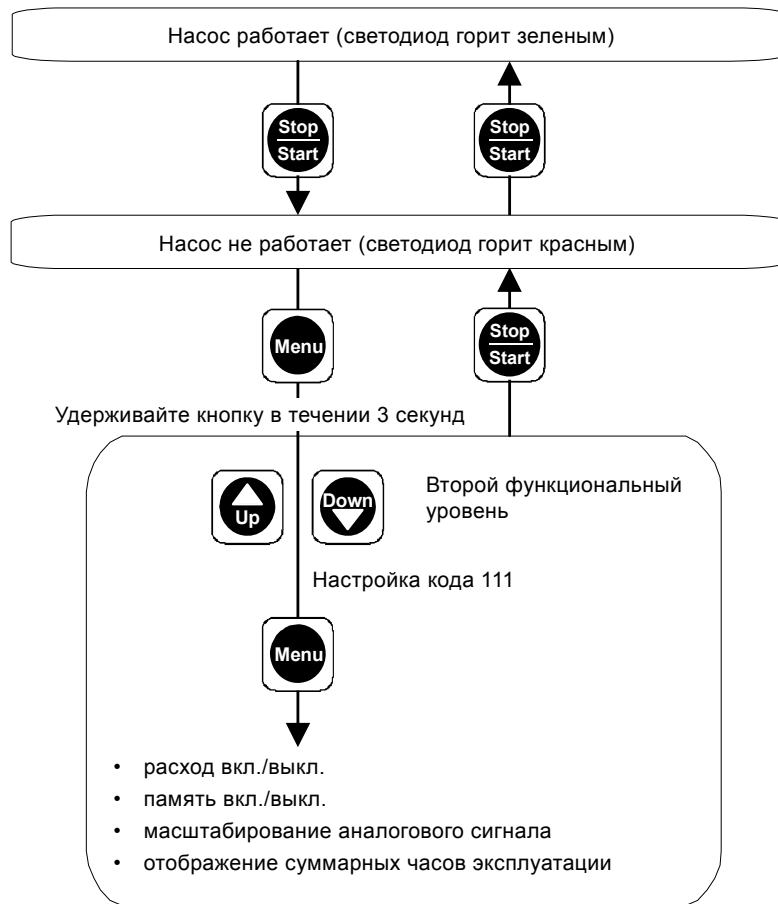 Насос работает (светодиод горит зеленым)
Stop
Start
Stop
Start
Насос не работает (светодиод горит красным)
Menu
Stop
Start
Удерживайте кнопку в течении 3 секунд
Up
Down
Второй функциональный
уровень
Настройка кода 111
Menu
• расход вкл./выкл.
• память вкл./выкл.
• масштабирование аналогового сигнала
• отображение суммарных часов эксплуатации